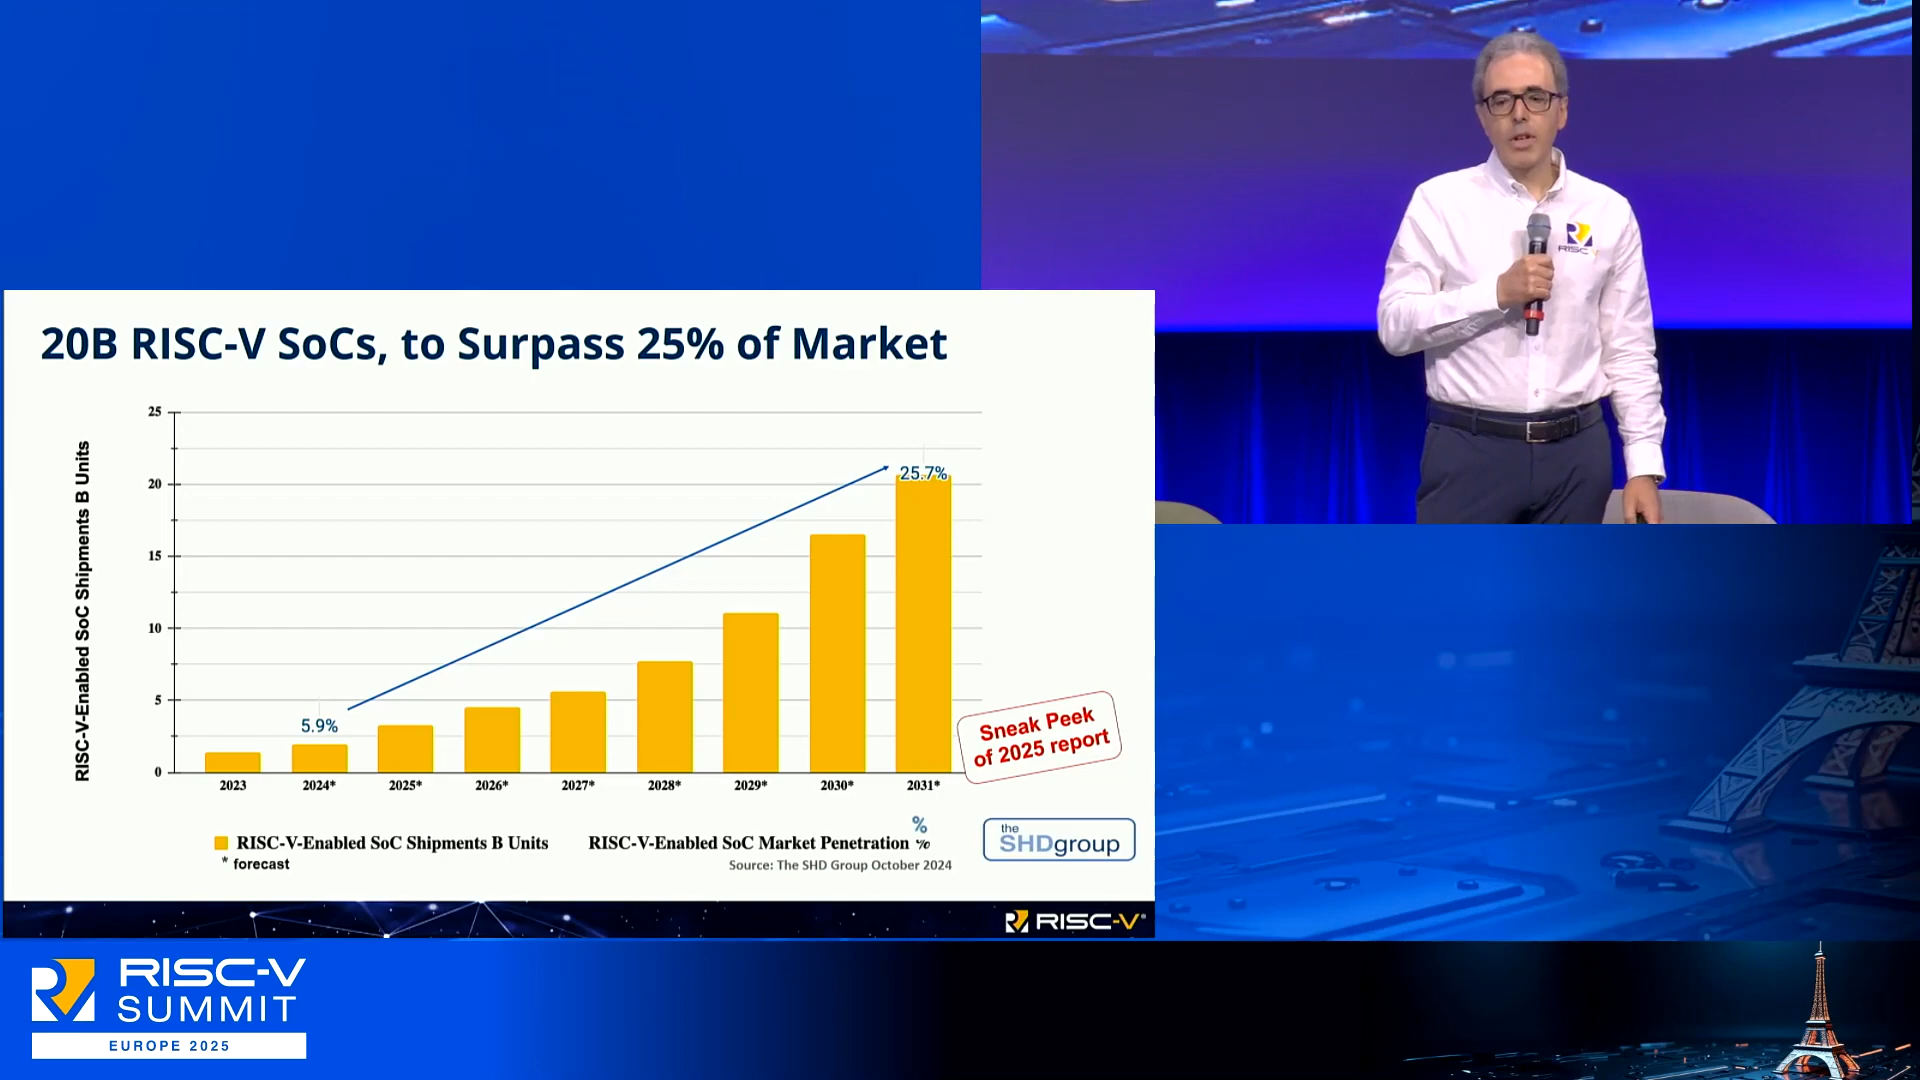 RISC-V
20B RISC-V SoCs, to Surpass 25% of Market
RISC-V-Enabled SoC Shipments B Units
25
20
15
10
5
0
5.9%
25.7%
2023
2024*
2025*
2026*
2027*
2028*
2029*
2030*
2031*
Sneak Peek
of 2025 report
RISC-V-Enabled SoC Shipments B Units
* forecast
%
RISC-V-Enabled SoC Market Penetration %
Source: The SHD Group October 2024
the
SHDgroup
RISC-V®
RISC-V
SUMMIT
EUROPE 2025